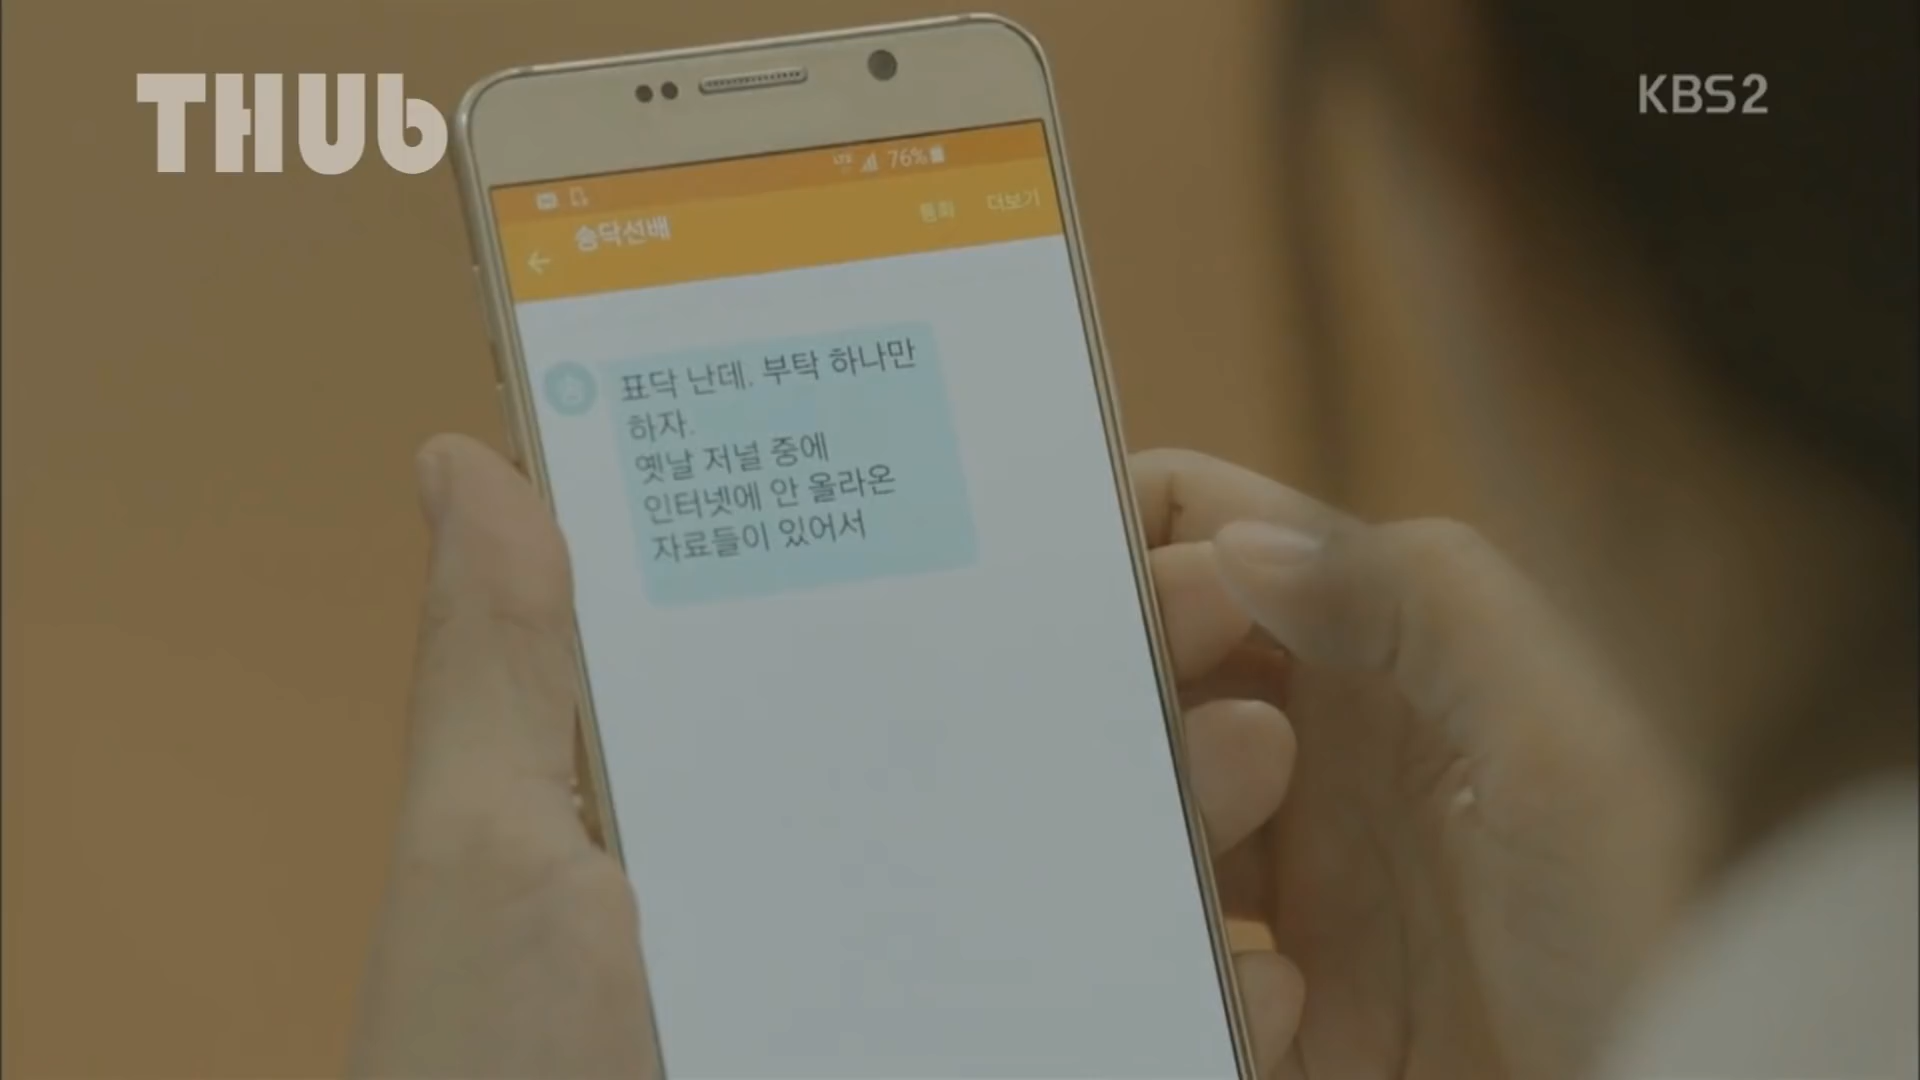 THUb
KBS2
76%
송닥선배
통화 더보기
표닥 난데. 부탁 하나만
하자.
옛날 저널 중에
인터넷에 안 올라온
자료들이 있어서